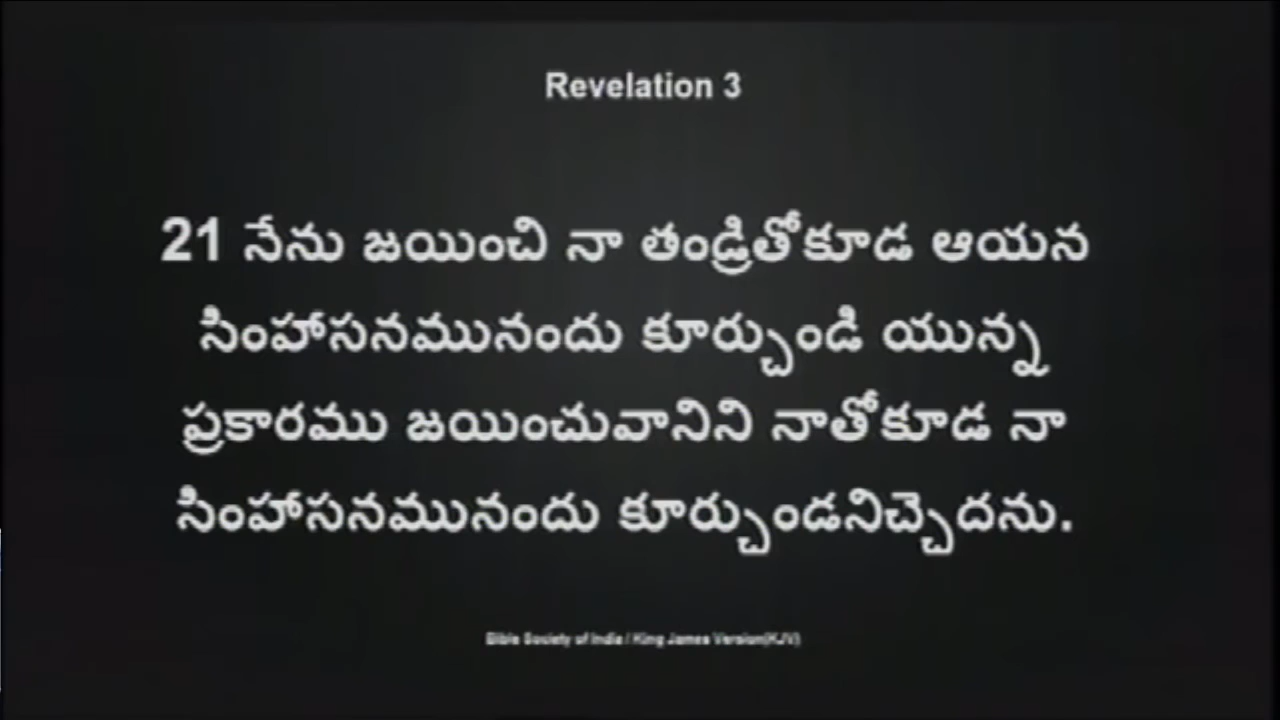 Revelation 3
21 నేను జయించి నా తండ్రితోకూడ ఆయన
సింహాసనమునందు కూర్చుండి యున్న
ప్రకారము జయించువానిని నాతోకూడ నా
సింహాసనమునందు కూర్చుండనిచ్చెదను.
Bible Society of India / King James Version(KJV)